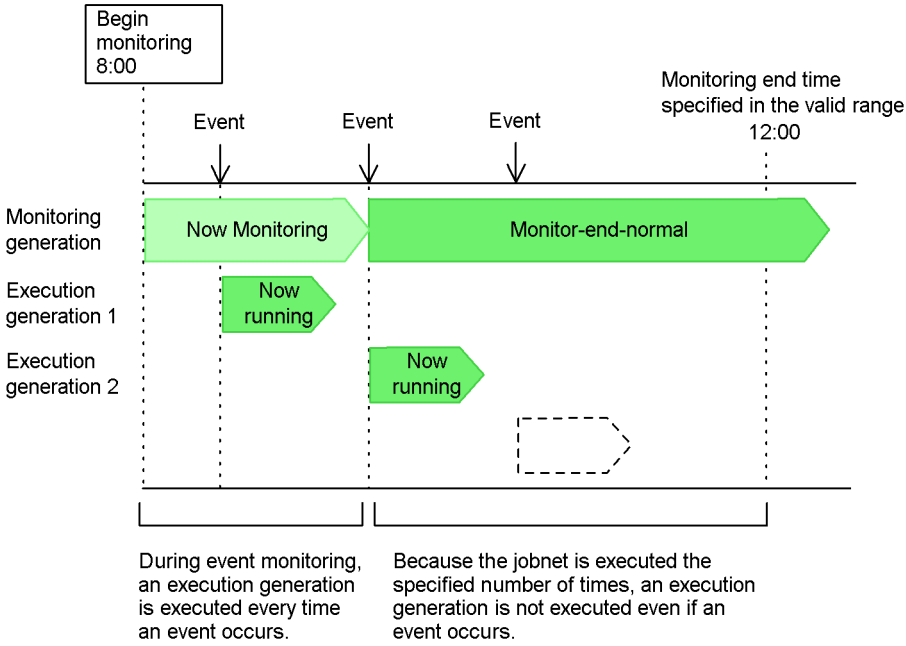 Begin
monitoring
8:00
Monitoring end time
specified in the valid range
12:00
Event
Event
Event
Monitoring
generation
Now Monitoring
Monitor-end-normal
Execution
generation 1
Now
running
Execution
generation 2
Now
running
During event monitoring,
an execution generation
is executed every time
an event occurs.
Because the jobnet is executed the
specified number of times, an execution
generation is not executed even if an
event occurs.